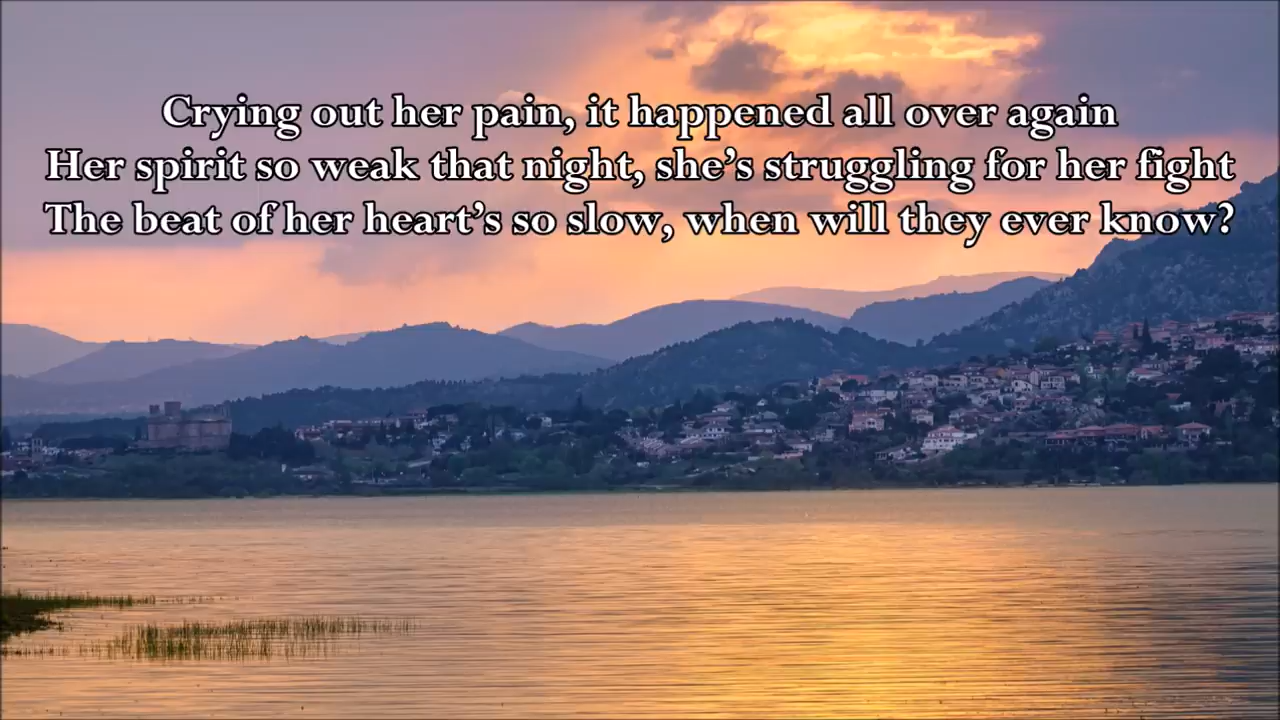 Crying out her pain, it happened all over again
Her spirit so weak that night, she’s struggling for her fight
The beat of her heart’s so slow, when will they ever know?